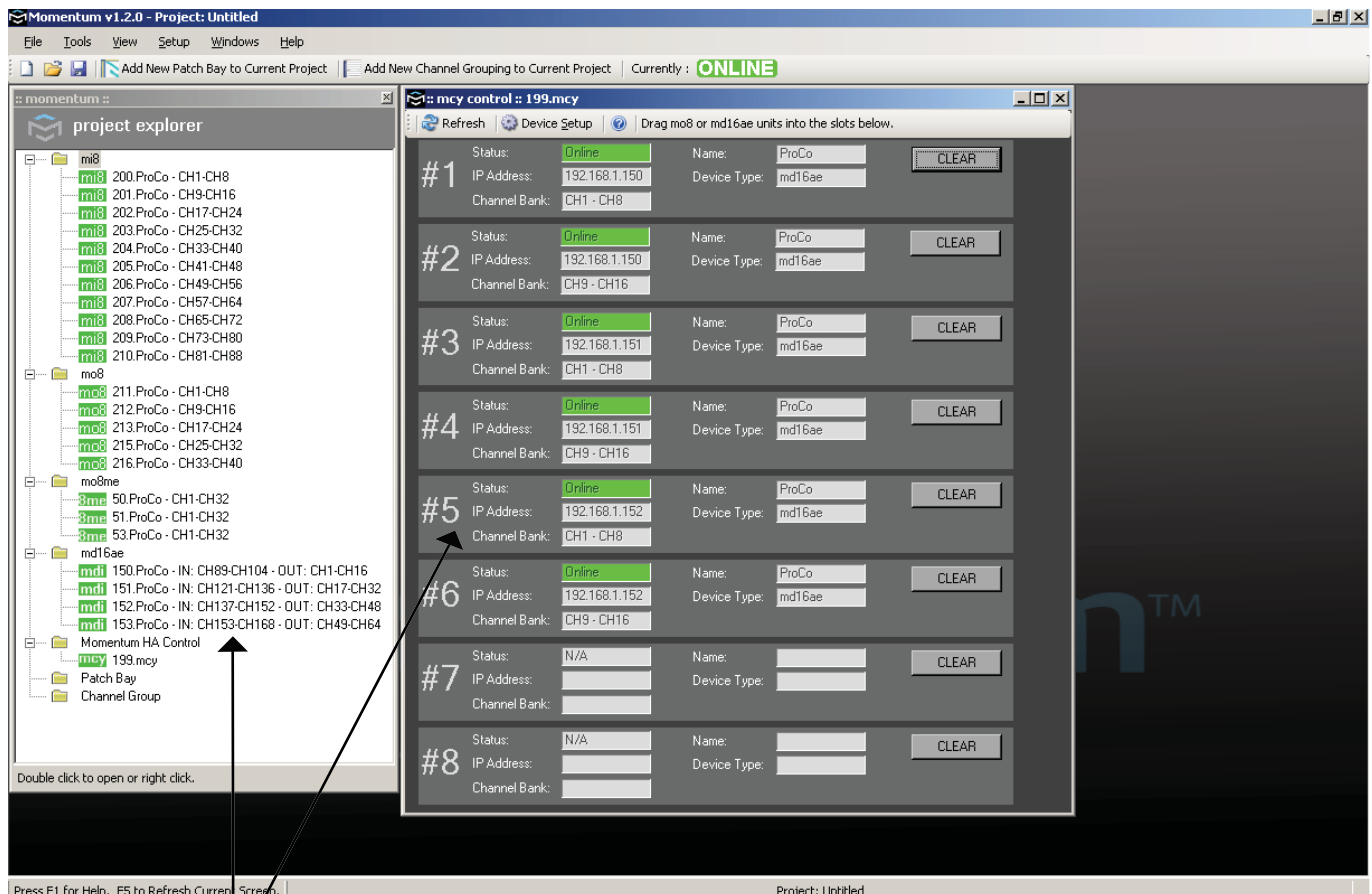 Momentum v1.2.0 - Project: Untitled
File Tools View Setup Windows Help
Add New Patch Bay to Current Project Add New Channel Grouping to Current Project Currently : ONLINE
:: momentum ::
project explorer
mi8
mi8 200.ProCo - CH1-CH8
mi8 201.ProCo - CH9-CH16
mi8 202.ProCo - CH17-CH24
mi8 203.ProCo - CH25-CH32
mi8 204.ProCo - CH33-CH40
mi8 205.ProCo - CH41-CH48
mi8 206.ProCo - CH49-CH56
mi8 207.ProCo - CH57-CH64
mi8 208.ProCo - CH65-CH72
mi8 209.ProCo - CH73-CH80
mi8 210.ProCo - CH81-CH88
mo8
mo8 211.ProCo - CH1-CH8
mo8 212.ProCo - CH9-CH16
mo8 213.ProCo - CH17-CH24
mo8 215.ProCo - CH25-CH32
mo8 216.ProCo - CH33-CH40
mo8me
8me 50.ProCo - CH1-CH32
8me 51.ProCo - CH1-CH32
8me 53.ProCo - CH1-CH32
md16ae
mdi 150.ProCo - IN: CH89-CH104 - OUT: CH1-CH16
mdi 151.ProCo - IN: CH121-CH136 - OUT: CH17-CH32
mdi 152.ProCo - IN: CH137-CH152 - OUT: CH33-CH48
mdi 153.ProCo - IN: CH153-CH168 - OUT: CH49-CH64
Momentum HA Control
mcy 199.mcy
Patch Bay
Channel Group
Double click to open or right click.
:: mcy control :: 199.mcy
Refresh Device Setup Drag mo8 or md16ae units into the slots below.
#1
Status: Online Name: ProCo CLEAR
IP Address: 192.168.1.150 Device Type: md16ae
Channel Bank: CH1 - CH8
#2
Status: Online Name: ProCo CLEAR
IP Address: 192.168.1.150 Device Type: md16ae
Channel Bank: CH9 - CH16
#3
Status: Online Name: ProCo CLEAR
IP Address: 192.168.1.151 Device Type: md16ae
Channel Bank: CH1 - CH8
#4
Status: Online Name: ProCo CLEAR
IP Address: 192.168.1.151 Device Type: md16ae
Channel Bank: CH9 - CH16
#5
Status: Online Name: ProCo CLEAR
IP Address: 192.168.1.152 Device Type: md16ae
Channel Bank: CH1 - CH8
#6
Status: Online Name: ProCo CLEAR
IP Address: 192.168.1.152 Device Type: md16ae
Channel Bank: CH9 - CH16
#7
Status: N/A Name: CLEAR
IP Address: Device Type:
Channel Bank:
#8
Status: N/A Name: CLEAR
IP Address: Device Type:
Channel Bank:
TM
Press F1 for Help. F5 to Refresh Current Screen. Project: Untitled